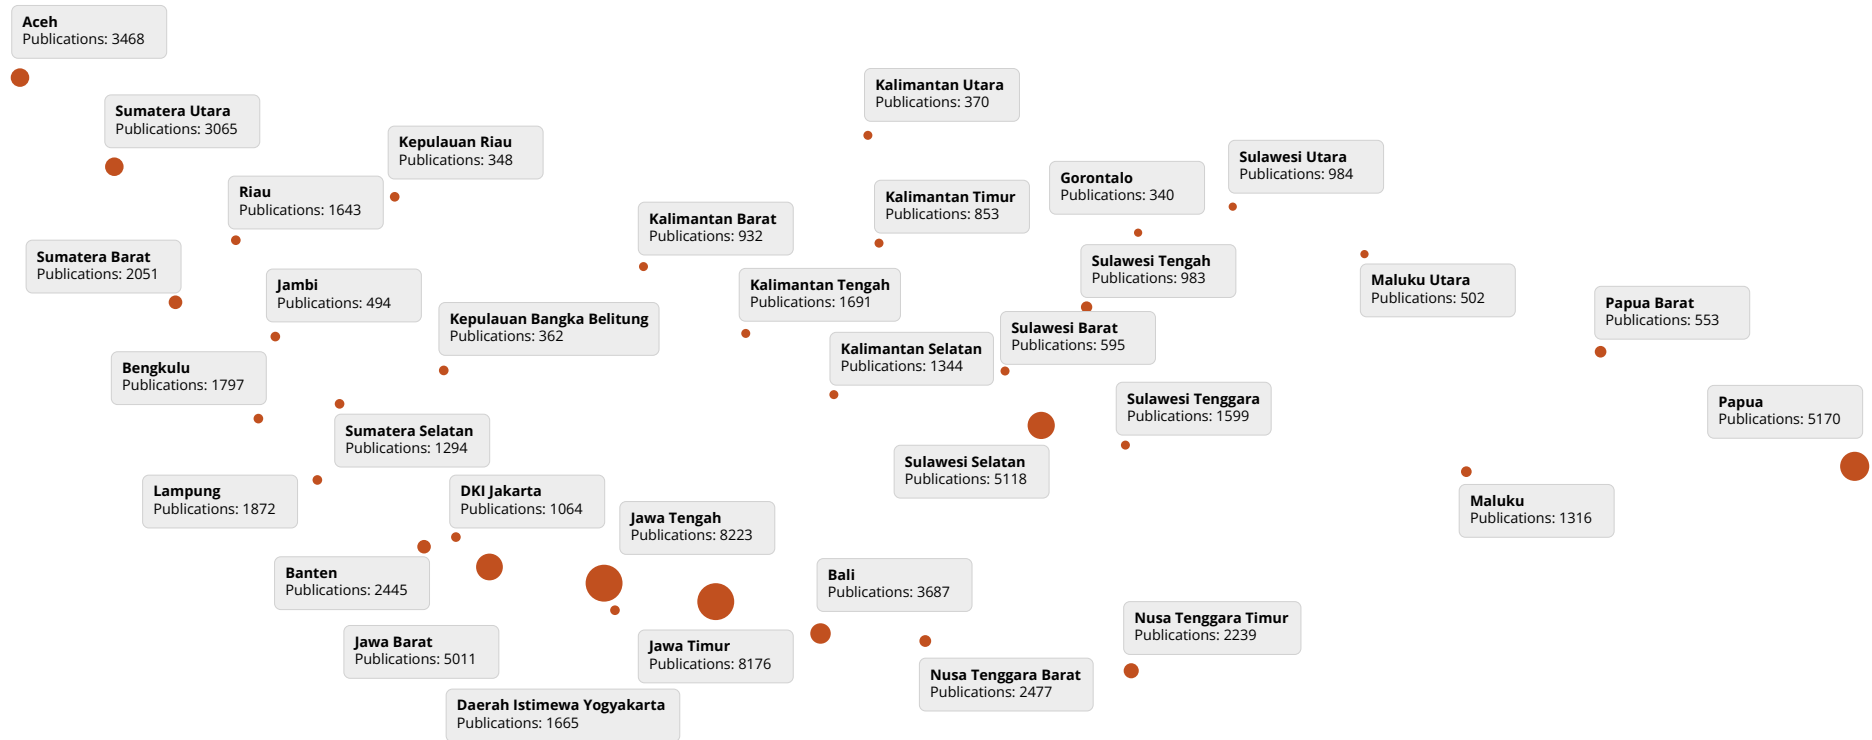 Aceh
Publications: 3468
Kalimantan Utara
Publications: 370
Sumatera Utara
Publications: 3065
Kepulauan Riau
Publications: 348
Sulawesi Utara
Publications: 984
Gorontalo
Publications: 340
Riau
Publications: 1643
Kalimantan Timur
Publications: 853
Kalimantan Barat
Publications: 932
Sumatera Barat
Publications: 2051
Sulawesi Tengah
Publications: 983
Jambi
Publications: 494
Kalimantan Tengah
Publications: 1691
Maluku Utara
Publications: 502
Papua Barat
Publications: 553
Kepulauan Bangka Belitung
Publications: 362
Sulawesi Barat
Publications: 595
Kalimantan Selatan
Publications: 1344
Bengkulu
Publications: 1797
Sulawesi Tenggara
Publications: 1599
Papua
Publications: 5170
Sumatera Selatan
Publications: 1294
Sulawesi Selatan
Publications: 5118
Lampung
Publications: 1872
DKI Jakarta
Publications: 1064
Maluku
Publications: 1316
Jawa Tengah
Publications: 8223
Banten
Publications: 2445
Bali
Publications: 3687
Nusa Tenggara Timur
Publications: 2239
Jawa Barat
Publications: 5011
Jawa Timur
Publications: 8176
Nusa Tenggara Barat
Publications: 2477
Daerah Istimewa Yogyakarta
Publications: 1665